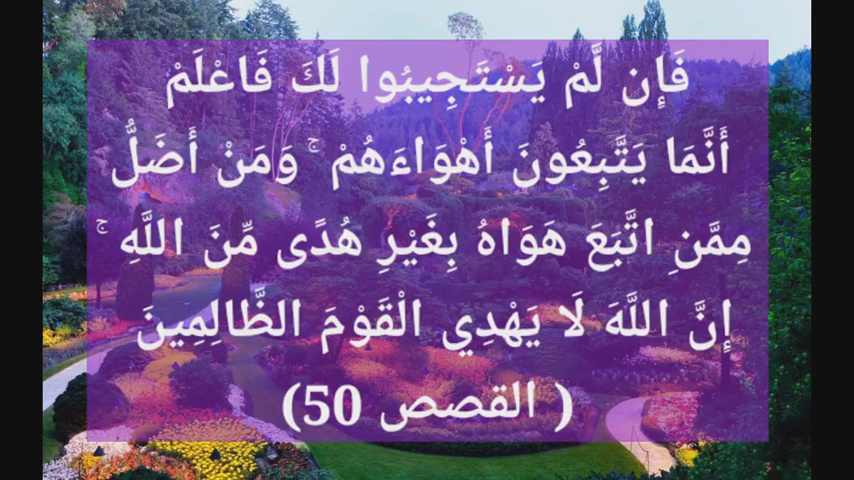 فَإِن لَّمْ يَسْتَجِيبُوا لَكَ فَاعْلَمْ
أَنَّمَا يَتَّبِعُونَ أَهْوَاءَهُمْ ۚ وَمَنْ أَضَلُّ
مِمَّنِ اتَّبَعَ هَوَاهُ بِغَيْرِ هُدًى مِّنَ اللَّهِ ۚ
إِنَّ اللَّهَ لَا يَهْدِي الْقَوْمَ الظَّالِمِينَ
( القصص 50)